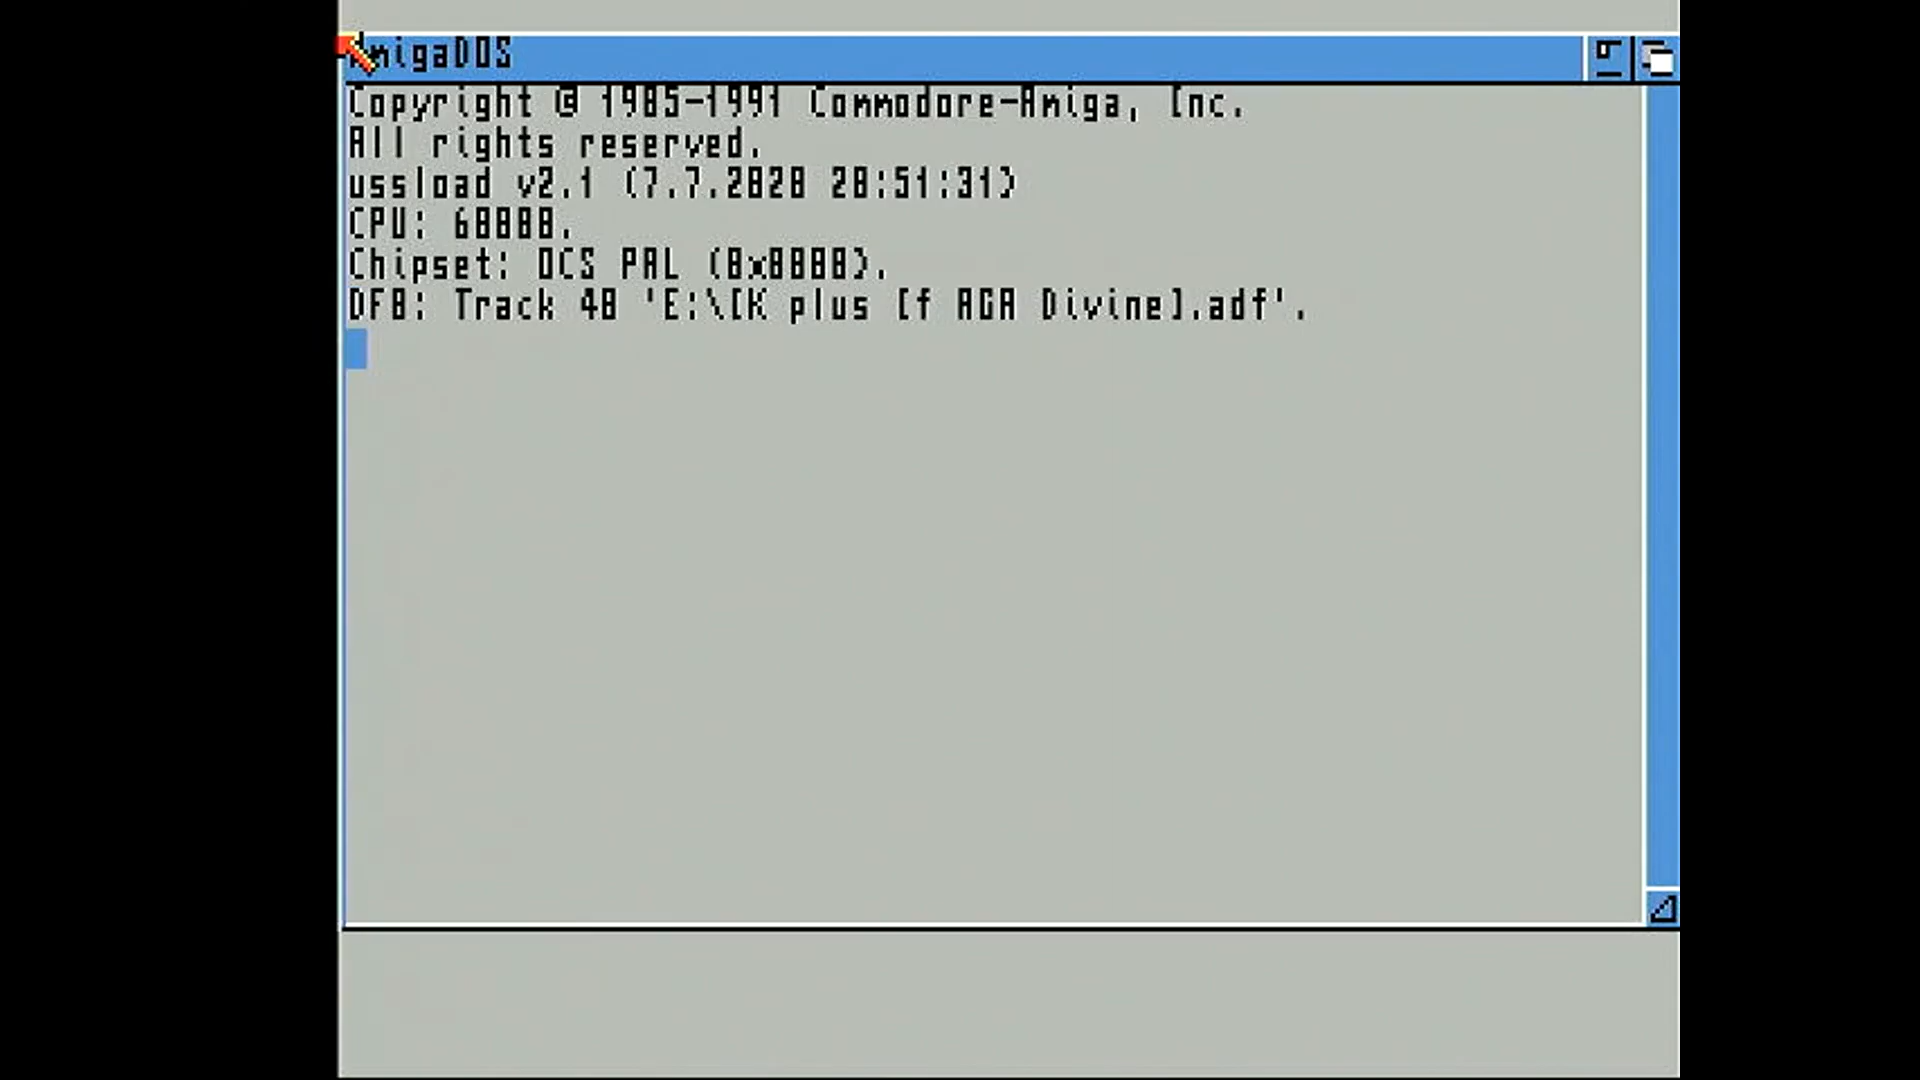 AmigaDOS
Copyright © 1985-1991 Commodore-Amiga, Inc.
All rights reserved.
ussload v2.1 (7.7.2020 20:51:31)
CPU: 68000.
Chipset: OCS PAL (0x0000).
DF0: Track 40 'E:\IK plus [f AGA Divine].adf'.